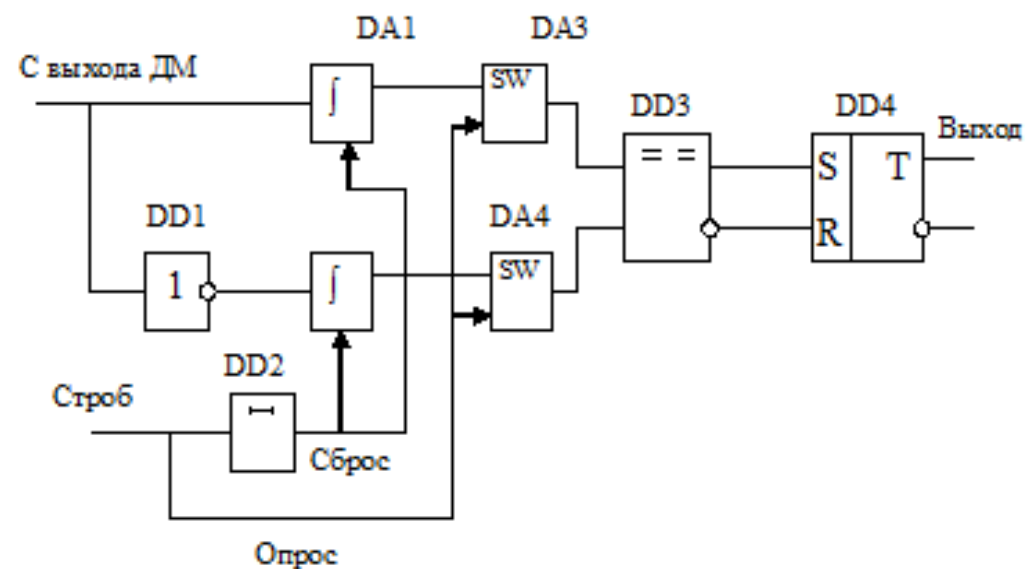 DA1
DA3
С выхода ДМ
∫
SW
DD3
DD4
Выход
= =
S
T
R
DD1
DA4
1
∫
SW
DD2
Строб
Сброс
Опрос